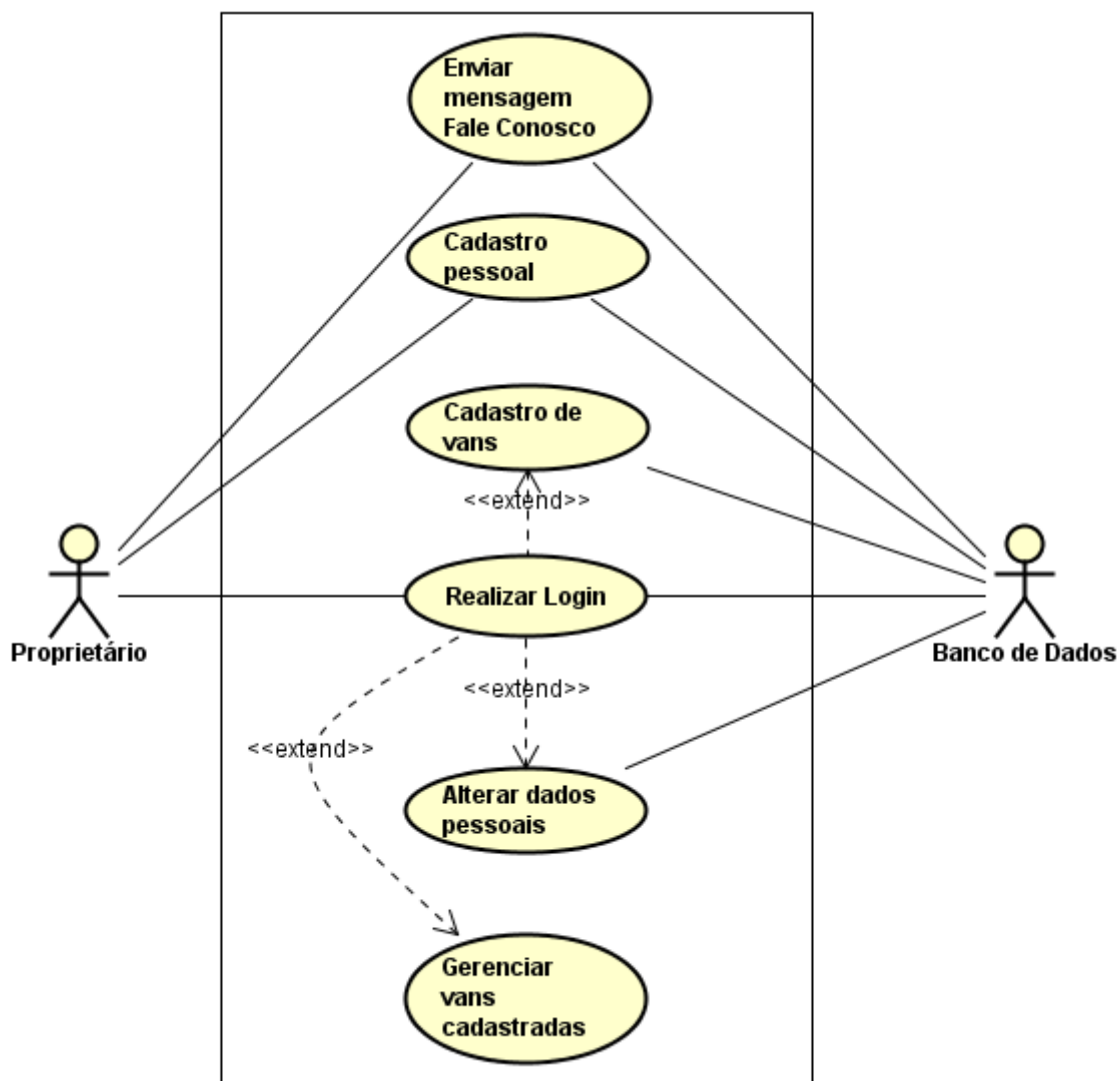 Enviar
mensagem
Fale Conosco
Cadastro
pessoal
Cadastro de
vans
<<extend>>
Realizar Login
Proprietário
Banco de Dados
<<extend>>
<<extend>>
Alterar dados
pessoais
Gerenciar
vans
cadastradas